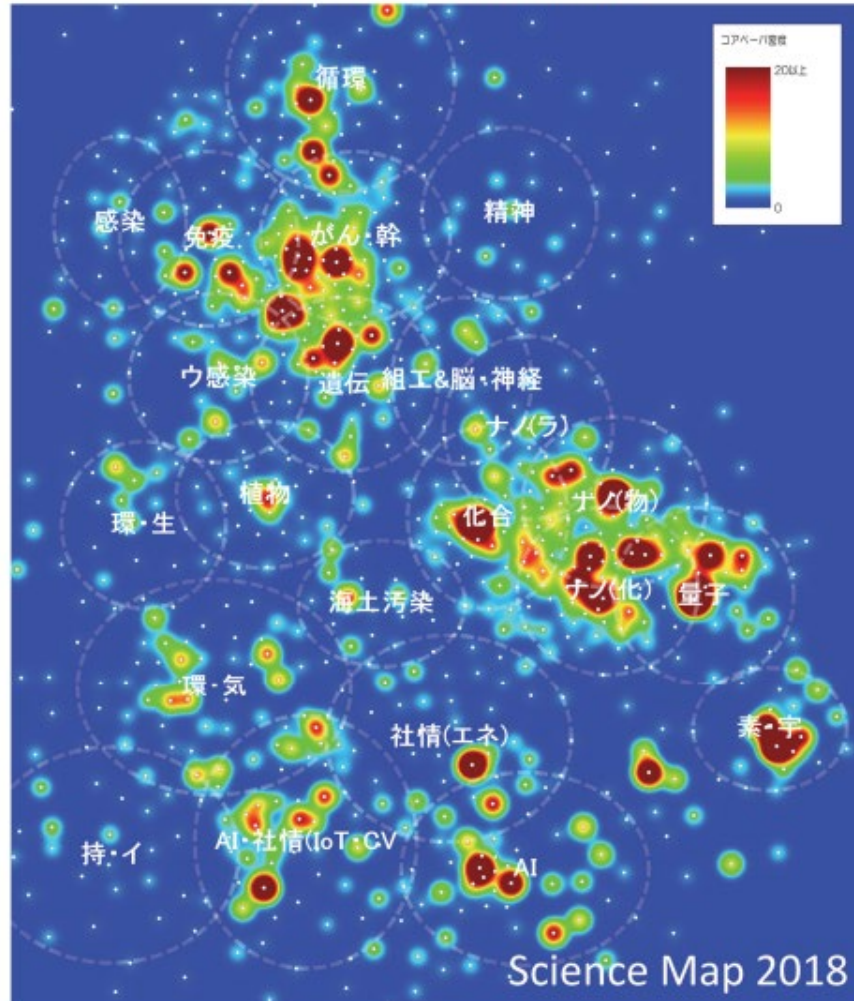 コアペーパ密度
20以上
0
循環
感染
免疫
がん・幹
精神
ウ感染
遺伝
組工&脳・神経
ナノ(ラ)
植物
化合
ナノ(物)
環・生
海土汚染
ナノ(化)
量子
環・気
社情(エネ)
素・宇
持・イ
AI・社情(IoT・CV
AI
Science Map 2018